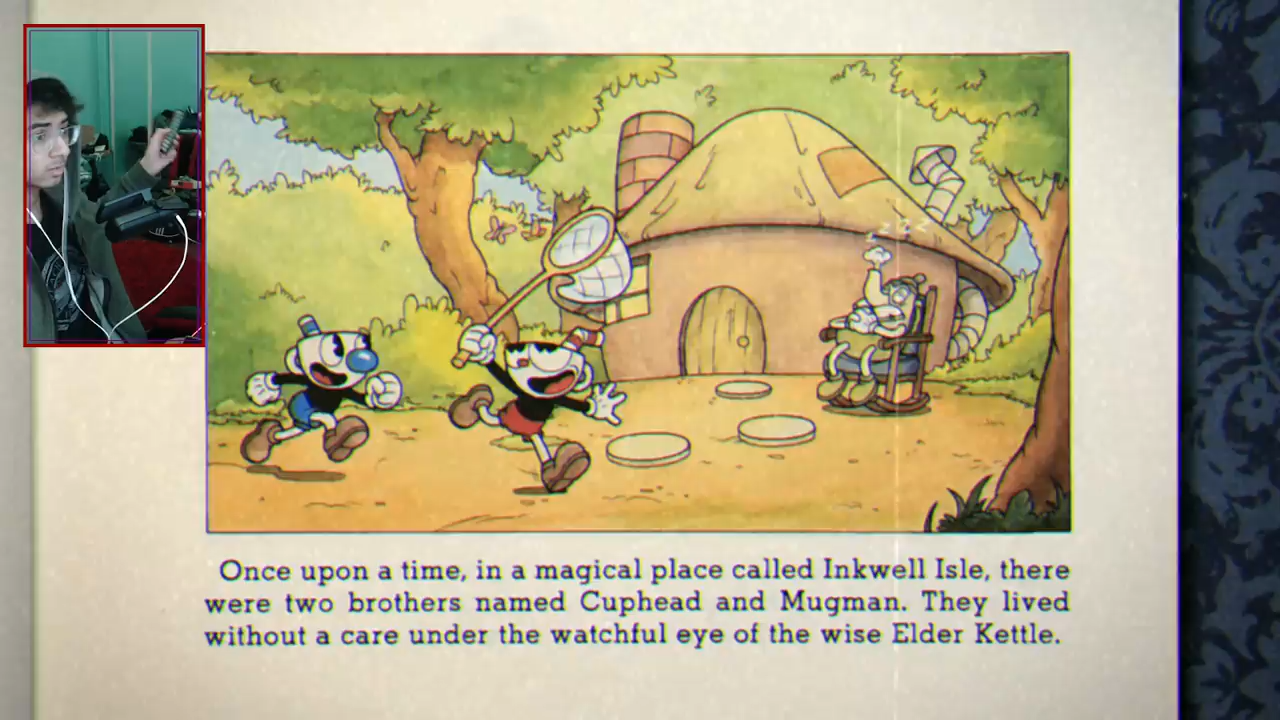 zzzz
Once upon a time, in a magical place called Inkwell Isle, there
were two brothers named Cuphead and Mugman. They lived
without a care under the watchful eye of the wise Elder Kettle.